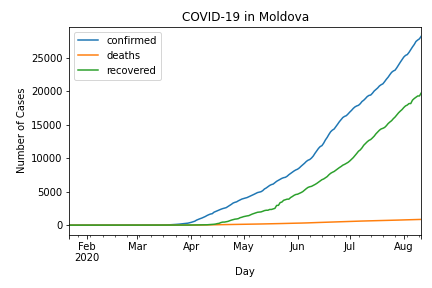 COVID-19 in Moldova
confirmed
deaths
recovered
Number of Cases
25000
20000
15000
10000
5000
0
Feb
2020
Mar
Apr
May
Jun
Jul
Aug
Day